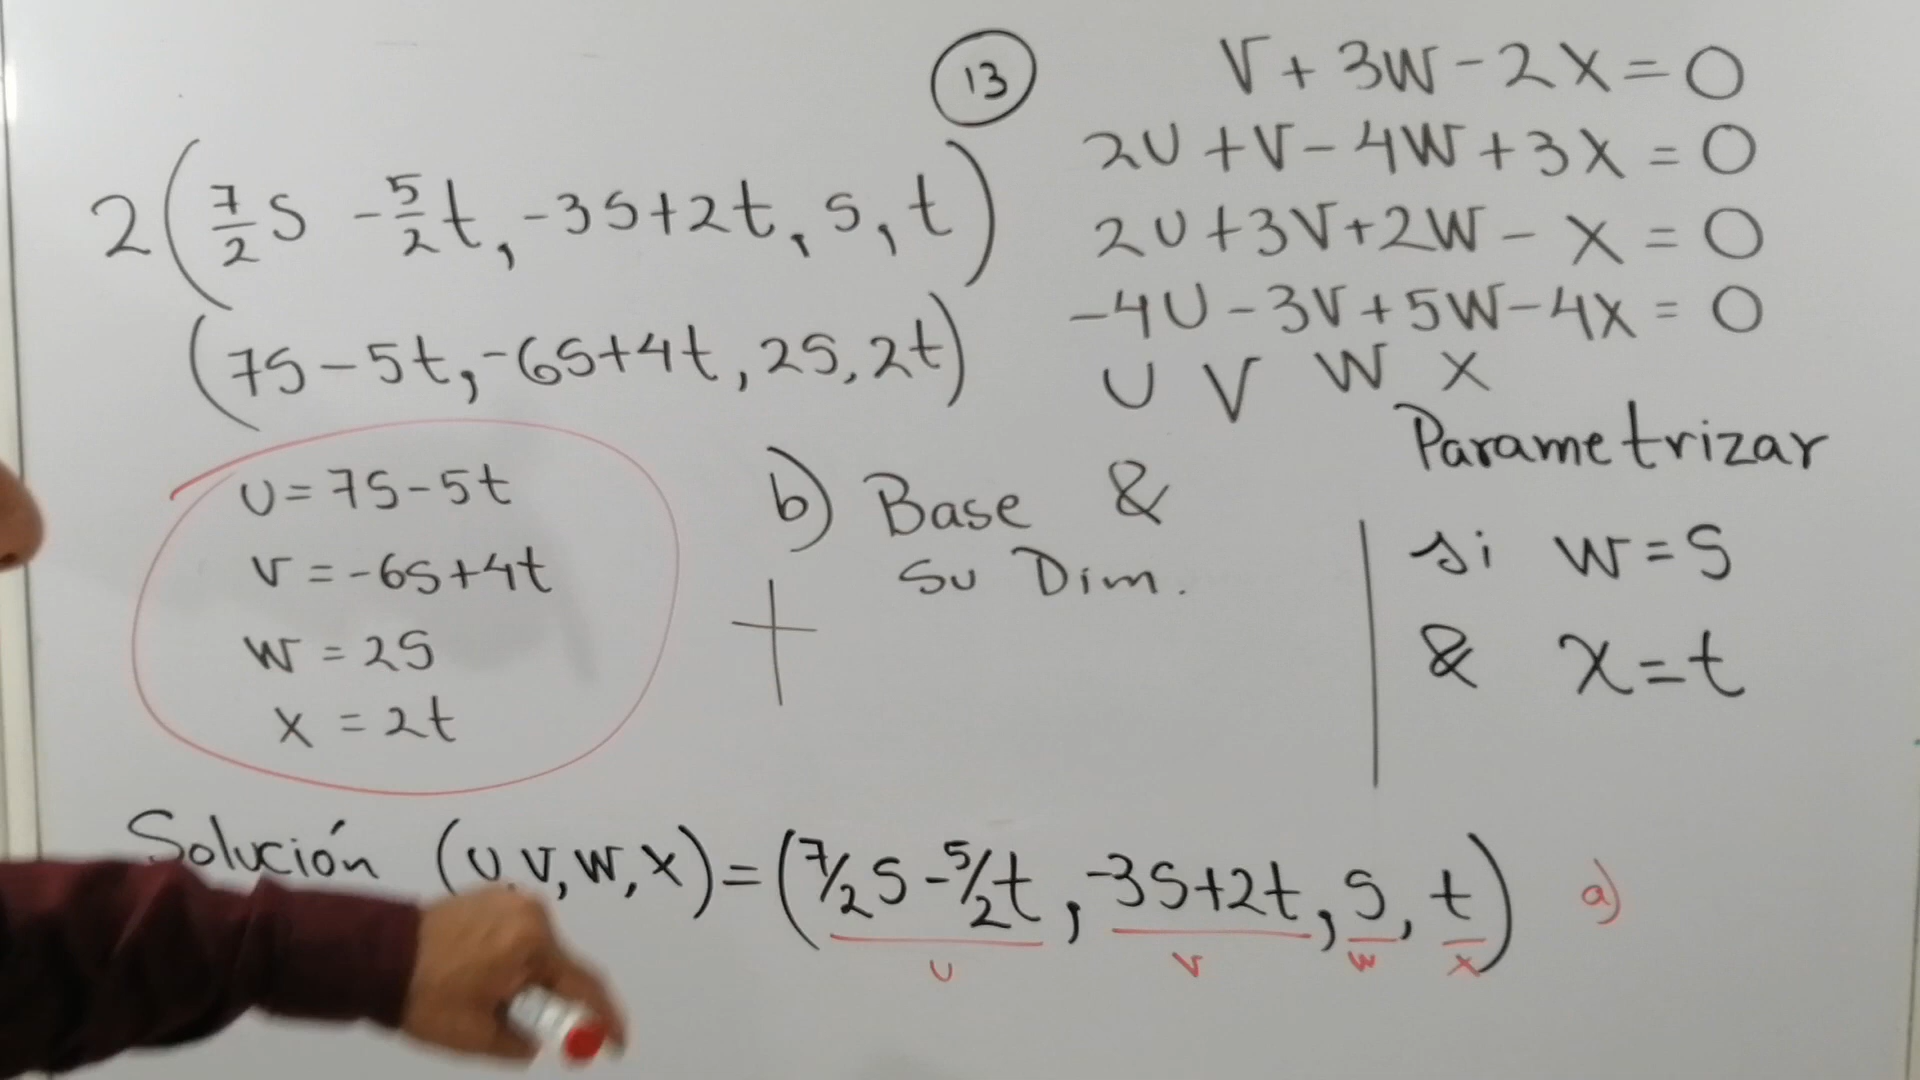 13
V + 3W - 2X = 0
2U + V - 4W + 3X = 0
2U + 3V + 2W - X = 0
-4U - 3V + 5W - 4X = 0
U V W X
2(7/2 S - 5/2 t, -3S + 2t, S, t)
(7S - 5t, -6S + 4t, 2S, 2t)
U = 7S - 5t
V = -6S + 4t
W = 2S
X = 2t
b) Base &
Su Dim.
Parametrizar
si W = S
& X = t
Solución (U, V, W, X) = (7/2 S - 5/2 t, -3S + 2t, S, t) a)
U V W X